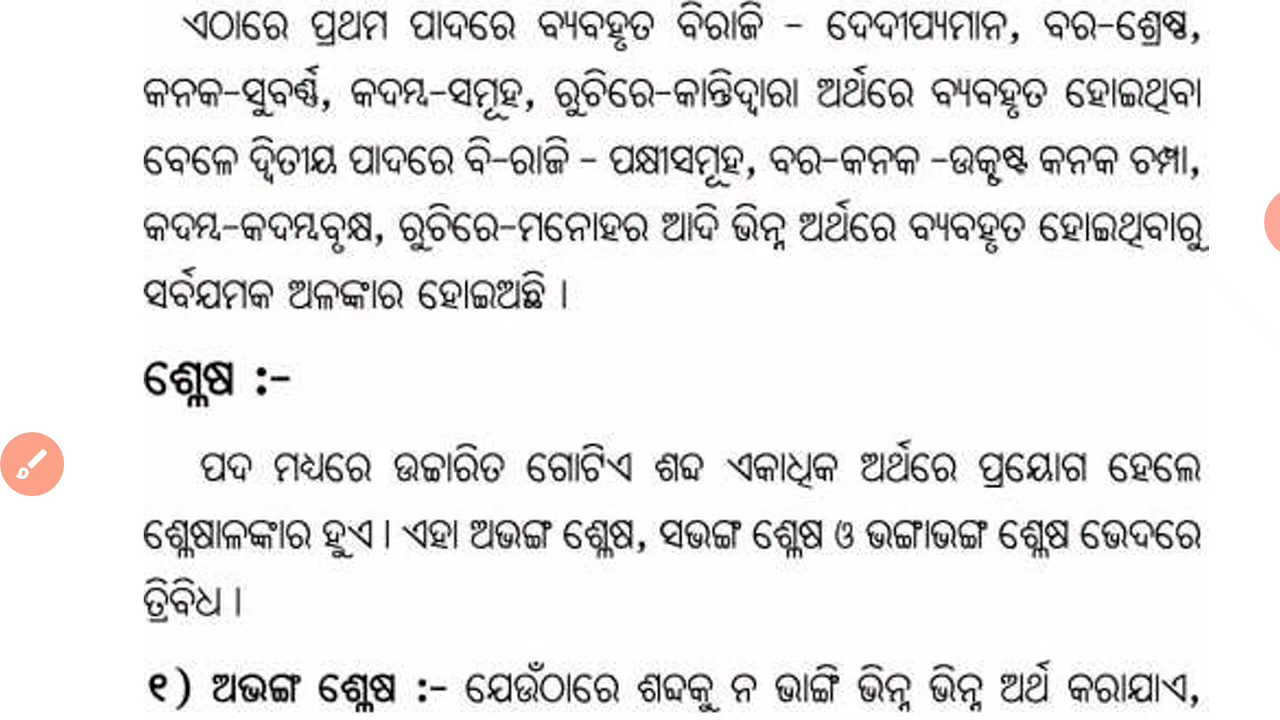 ଏଠାରେ ପ୍ରଥମ ପାଦରେ ବ୍ୟବହୃତ ବିରାଜି - ଦେଦୀପ୍ୟମାନ, ବର-ଶ୍ରେଷ୍ଠ,
କନକ-ସୁବର୍ଣ୍ଣ, କଦମ୍ବ-ସମୂହ, ରୁଚିରେ-କାନ୍ତିଦ୍ୱାରା ଅର୍ଥରେ ବ୍ୟବହୃତ ହୋଇଥିବା
ବେଳେ ଦ୍ୱିତୀୟ ପାଦରେ ବି-ରାଜି - ପକ୍ଷୀସମୂହ, ବର-କନକ -ଉତ୍କୃଷ୍ଟ କନକ ଚମ୍ପା,
କଦମ୍ବ-କଦମ୍ବବୃକ୍ଷ, ରୁଚିରେ-ମନୋହର ଆଦି ଭିନ୍ନ ଅର୍ଥରେ ବ୍ୟବହୃତ ହୋଇଥିବାରୁ
ସର୍ବଯମକ ଅଳଙ୍କାର ହୋଇଅଛି ।
ଶ୍ଳେଷ :-
ପଦ ମଧ୍ୟରେ ଉଚ୍ଚାରିତ ଗୋଟିଏ ଶବ୍ଦ ଏକାଧିକ ଅର୍ଥରେ ପ୍ରୟୋଗ ହେଲେ
ଶ୍ଳେଷାଳଙ୍କାର ହୁଏ । ଏହା ଅଭଙ୍ଗ ଶ୍ଳେଷ, ସଭଙ୍ଗ ଶ୍ଳେଷ ଓ ଭଙ୍ଗାଭଙ୍ଗ ଶ୍ଳେଷ ଭେଦରେ
ତ୍ରିବିଧ ।
୧) ଅଭଙ୍ଗ ଶ୍ଳେଷ :- ଯେଉଁଠାରେ ଶବ୍ଦକୁ ନ ଭାଙ୍ଗି ଭିନ୍ନ ଭିନ୍ନ ଅର୍ଥ କରାଯାଏ,